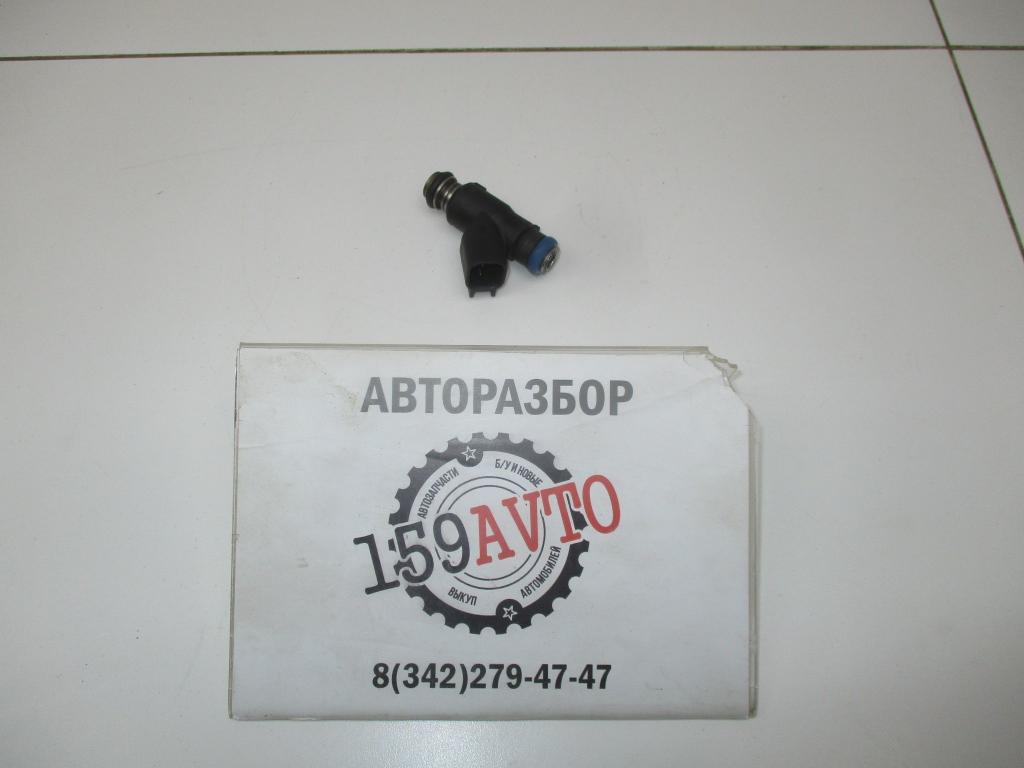 АВТОРАЗБОР
АВТОЗАПЧАСТИ
Б/У И НОВЫЕ
159AVTO
ВЫКУП
АВТОМОБИЛЕЙ
8(342)279-47-47